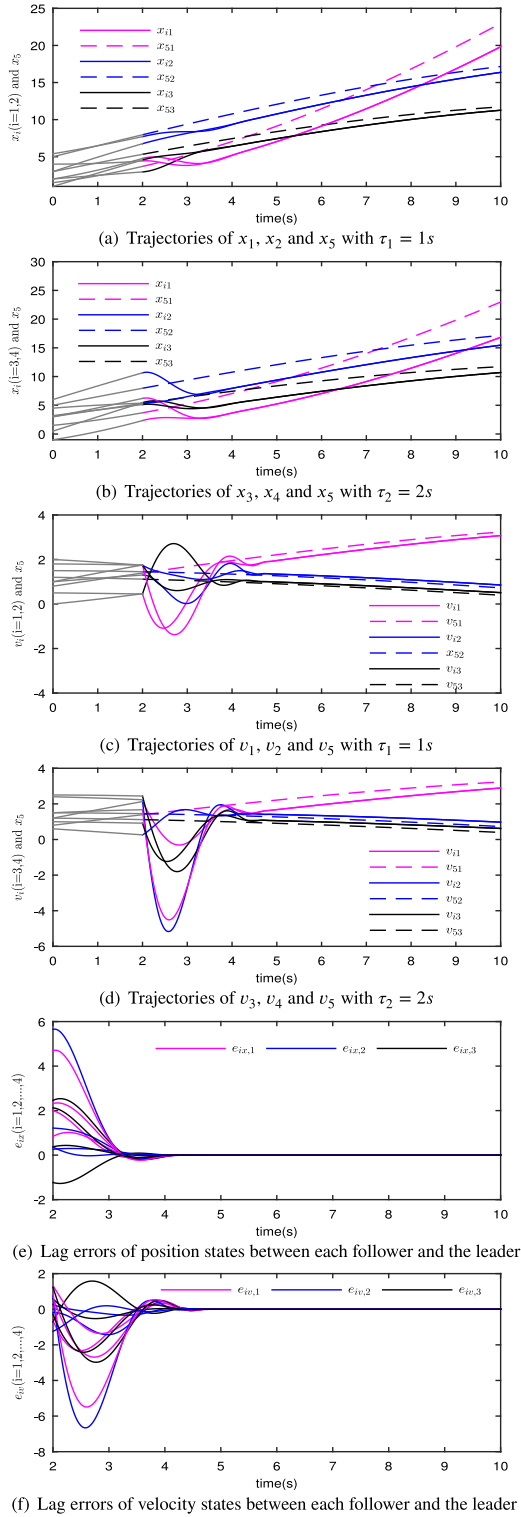 25
20
15
10
5
x_{i1}
x_{51}
x_{i2}
x_{52}
x_{i3}
x_{53}
x_i(i=1,2) and x_5
0 1 2 3 4 5 6 7 8 9 10
time(s)
(a) Trajectories of x_1, x_2 and x_5 with τ_1 = 1s
30
25
20
15
10
5
0
x_{i1}
x_{51}
x_{i2}
x_{52}
x_{i3}
x_{53}
x_i(i=3,4) and x_5
0 1 2 3 4 5 6 7 8 9 10
time(s)
(b) Trajectories of x_3, x_4 and x_5 with τ_2 = 2s
4
2
0
-2
-4
v_{i1}
v_{51}
v_{i2}
x_{52}
v_{i3}
v_{53}
v_i(i=1,2) and x_5
0 1 2 3 4 5 6 7 8 9 10
time(s)
(c) Trajectories of v_1, v_2 and v_5 with τ_1 = 1s
4
2
0
-2
-4
-6
v_{i1}
v_{51}
v_{i2}
v_{52}
v_{i3}
v_{53}
v_i(i=3,4) and x_5
0 1 2 3 4 5 6 7 8 9 10
time(s)
(d) Trajectories of v_3, v_4 and v_5 with τ_2 = 2s
6
4
2
0
-2
e_{ix,1} e_{ix,2} e_{ix,3}
e_{ix}(i=1,2,...,4)
2 3 4 5 6 7 8 9 10
time(s)
(e) Lag errors of position states between each follower and the leader
2
0
-2
-4
-6
-8
e_{iv,1} e_{iv,2} e_{iv,3}
e_{iv}(i=1,2,...,4)
2 3 4 5 6 7 8 9 10
time(s)
(f) Lag errors of velocity states between each follower and the leader